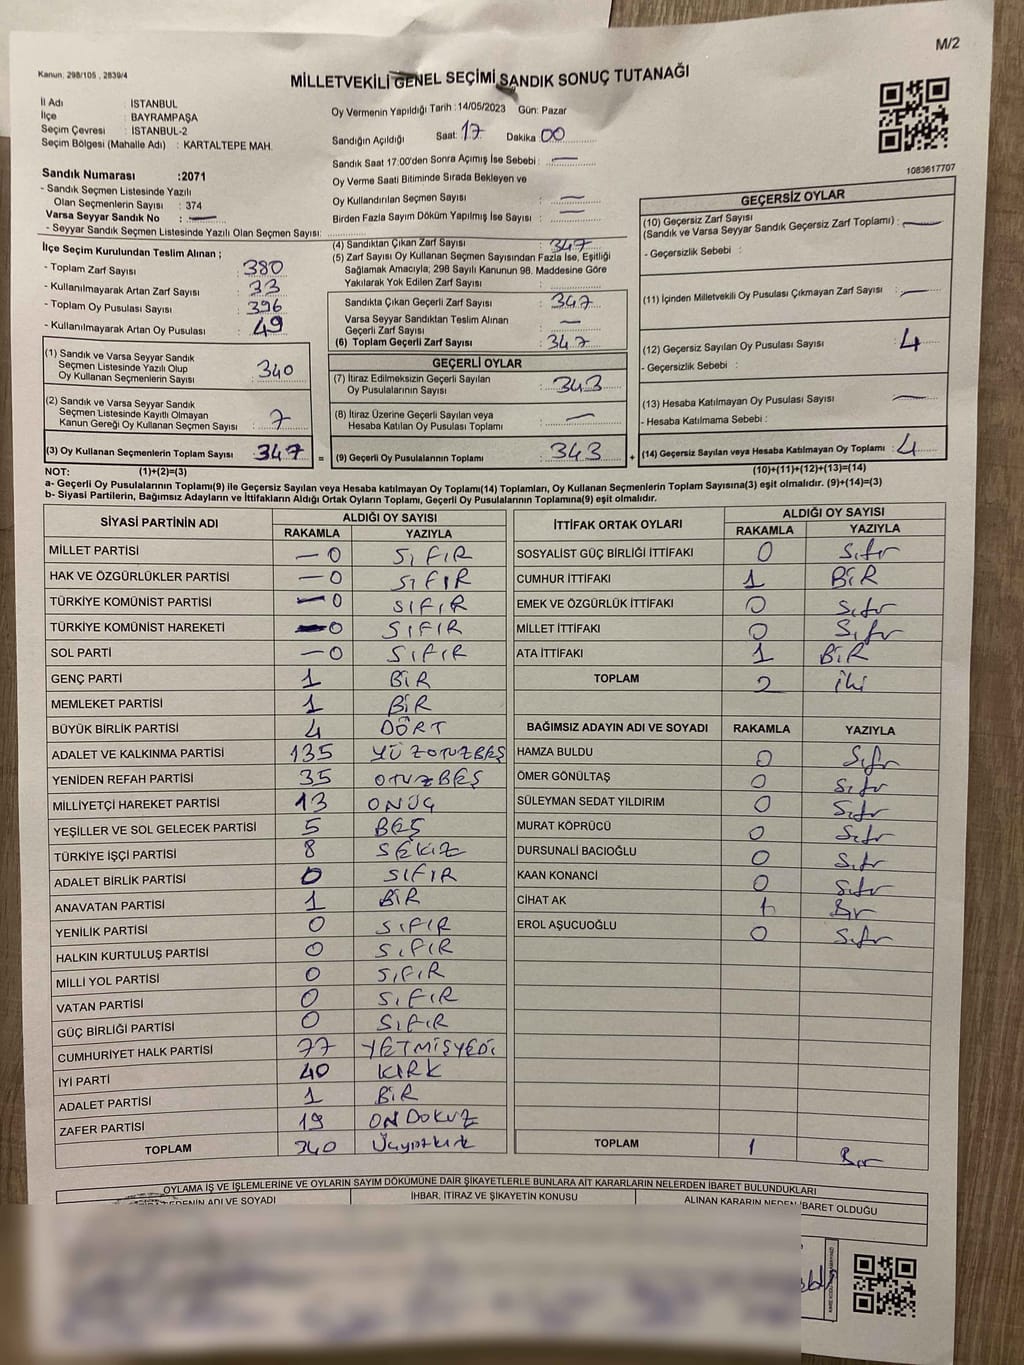 M/2
Kanun: 298/105 , 2839/4
MİLLETVEKİLİ GENEL SEÇİMİ SANDIK SONUÇ TUTANAĞI
İl Adı : İSTANBUL
İlçe : BAYRAMPAŞA
Seçim Çevresi : İSTANBUL-2
Seçim Bölgesi (Mahalle Adı) : KARTALTEPE MAH.
Sandık Numarası :2071
- Sandık Seçmen Listesinde Yazılı
Olan Seçmenlerin Sayısı : 374
Varsa Seyyar Sandık No : —
- Seyyar Sandık Seçmen Listesinde Yazılı Olan Seçmen Sayısı:
Oy Vermenin Yapıldığı Tarih :14/05/2023 Gün: Pazar
Sandığın Açıldığı Saat: 17 Dakika 00
Sandık Saat 17.00'den Sonra Açımış İse Sebebi : —
Oy Verme Saati Bitiminde Sırada Bekleyen ve
Oy Kullandırılan Seçmen Sayısı : —
Birden Fazla Sayım Döküm Yapılmış İse Sayısı : —
1083617707
İlçe Seçim Kurulundan Teslim Alınan ;
- Toplam Zarf Sayısı : 380
- Kullanılmayarak Artan Zarf Sayısı : 33
- Toplam Oy Pusulası Sayısı : 396
- Kullanılmayarak Artan Oy Pusulası : 49
(1) Sandık ve Varsa Seyyar Sandık
Seçmen Listesinde Yazılı Olup
Oy Kullanan Seçmenlerin Sayısı : 340
(2) Sandık ve Varsa Seyyar Sandık
Seçmen Listesinde Kayıtlı Olmayan
Kanun Gereği Oy Kullanan Seçmen Sayısı : 7
(3) Oy Kullanan Seçmenlerin Toplam Sayısı : 347 =
(4) Sandıktan Çıkan Zarf Sayısı : 347
(5) Zarf Sayısı Oy Kullanan Seçmen Sayısından Fazla İse, Eşitliği
Sağlamak Amacıyla; 298 Sayılı Kanunun 98. Maddesine Göre
Yakılarak Yok Edilen Zarf Sayısı :
Sandıkta Çıkan Geçerli Zarf Sayısı : 347
Varsa Seyyar Sandıktan Teslim Alınan
Geçerli Zarf Sayısı : —
(6) Toplam Geçerli Zarf Sayısı : 347
GEÇERLİ OYLAR
(7) İtiraz Edilmeksizin Geçerli Sayılan
Oy Pusulalarının Sayısı : 343
(8) İtiraz Üzerine Geçerli Sayılan veya
Hesaba Katılan Oy Pusulası Toplamı : —
(9) Geçerli Oy Pusulalarının Toplamı : 343 +
GEÇERSİZ OYLAR
(10) Geçersiz Zarf Sayısı
(Sandık ve Varsa Seyyar Sandık Geçersiz Zarf Toplamı) : —
- Geçersizlik Sebebi :
(11) İçinden Milletvekili Oy Pusulası Çıkmayan Zarf Sayısı : —
(12) Geçersiz Sayılan Oy Pusulası Sayısı : 4
- Geçersizlik Sebebi :
(13) Hesaba Katılmayan Oy Pusulası Sayısı : —
- Hesaba Katılmama Sebebi :
(14) Geçersiz Sayılan veya Hesaba Katılmayan Oy Toplamı : 4
NOT: (1)+(2)=(3) (10)+(11)+(12)+(13)=(14)
a- Geçerli Oy Pusulalarının Toplamı(9) ile Geçersiz Sayılan veya Hesaba katılmayan Oy Toplamı(14) Toplamları, Oy Kullanan Seçmenlerin Toplam Sayısına(3) eşit olmalıdır. (9)+(14)=(3)
b- Siyasi Partilerin, Bağımsız Adayların ve İttifakların Aldığı Ortak Oyların Toplamı, Geçerli Oy Pusulalarının Toplamına(9) eşit olmalıdır.
SİYASİ PARTİNİN ADI ALDIĞI OY SAYISI
RAKAMLA YAZIYLA
MİLLET PARTİSİ — 0 SIFIR
HAK VE ÖZGÜRLÜKLER PARTİSİ — 0 SIFIR
TÜRKİYE KOMÜNİST PARTİSİ — 0 SIFIR
TÜRKİYE KOMÜNİST HAREKETİ — 0 SIFIR
SOL PARTİ — 0 SIFIR
GENÇ PARTİ 1 BİR
MEMLEKET PARTİSİ 1 BİR
BÜYÜK BİRLİK PARTİSİ 4 DÖRT
ADALET VE KALKINMA PARTİSİ 135 YÜZOTUZBEŞ
YENİDEN REFAH PARTİSİ 35 OTUZBEŞ
MİLLİYETÇİ HAREKET PARTİSİ 13 ONÜÇ
YEŞİLLER VE SOL GELECEK PARTİSİ 5 BEŞ
TÜRKİYE İŞÇİ PARTİSİ 8 SEKİZ
ADALET BİRLİK PARTİSİ 0 SIFIR
ANAVATAN PARTİSİ 1 BİR
YENİLİK PARTİSİ 0 SIFIR
HALKIN KURTULUŞ PARTİSİ 0 SIFIR
MİLLİ YOL PARTİSİ 0 SIFIR
VATAN PARTİSİ 0 SIFIR
GÜÇ BİRLİĞİ PARTİSİ 0 SIFIR
CUMHURİYET HALK PARTİSİ 77 YETMİŞYEDİ
İYİ PARTİ 40 KIRK
ADALET PARTİSİ 1 BİR
ZAFER PARTİSİ 19 ONDOKUZ
TOPLAM 340 Üçyüzkırk
İTTİFAK ORTAK OYLARI ALDIĞI OY SAYISI
RAKAMLA YAZIYLA
SOSYALİST GÜÇ BİRLİĞİ İTTİFAKI 0 Sıfır
CUMHUR İTTİFAKI 1 BİR
EMEK VE ÖZGÜRLÜK İTTİFAKI 0 Sıfır
MİLLET İTTİFAKI 0 Sıfır
ATA İTTİFAKI 1 BİR
TOPLAM 2 İki
BAĞIMSIZ ADAYIN ADI VE SOYADI RAKAMLA YAZIYLA
HAMZA BULDU 0 Sıfır
ÖMER GÖNÜLTAŞ 0 Sıfır
SÜLEYMAN SEDAT YILDIRIM 0 Sıfır
MURAT KÖPRÜCÜ 0 Sıfır
DURSUNALİ BACIOĞLU 0 Sıfır
KAAN KONANCİ 0 Sıfır
CİHAT AK 1 Bir
EROL AŞUCUOĞLU 0 Sıfır
TOPLAM 1 Bir
OYLAMA İŞ VE İŞLEMLERİNE VE OYLARIN SAYIM DÖKÜMÜNE DAİR ŞİKAYETLERLE BUNLARA AİT KARARLARIN NELERDEN İBARET BULUNDUKLARI
ADI VE SOYADI İHBAR, İTİRAZ VE ŞİKAYETİN KONUSU ALINAN KARARIN NEDEN İBARET OLDUĞU